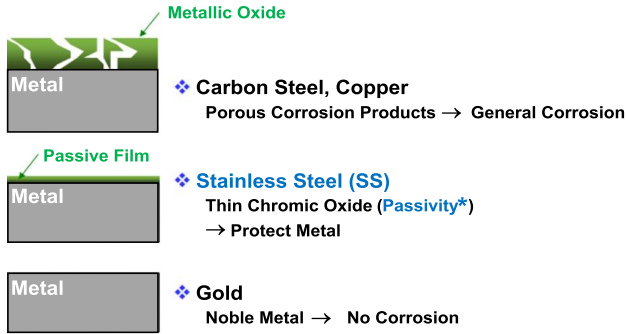 Metallic Oxide
Metal
❖ Carbon Steel, Copper
Porous Corrosion Products → General Corrosion
Passive Film
Metal
❖ Stainless Steel (SS)
Thin Chromic Oxide (Passivity*)
→ Protect Metal
Metal
❖ Gold
Noble Metal → No Corrosion